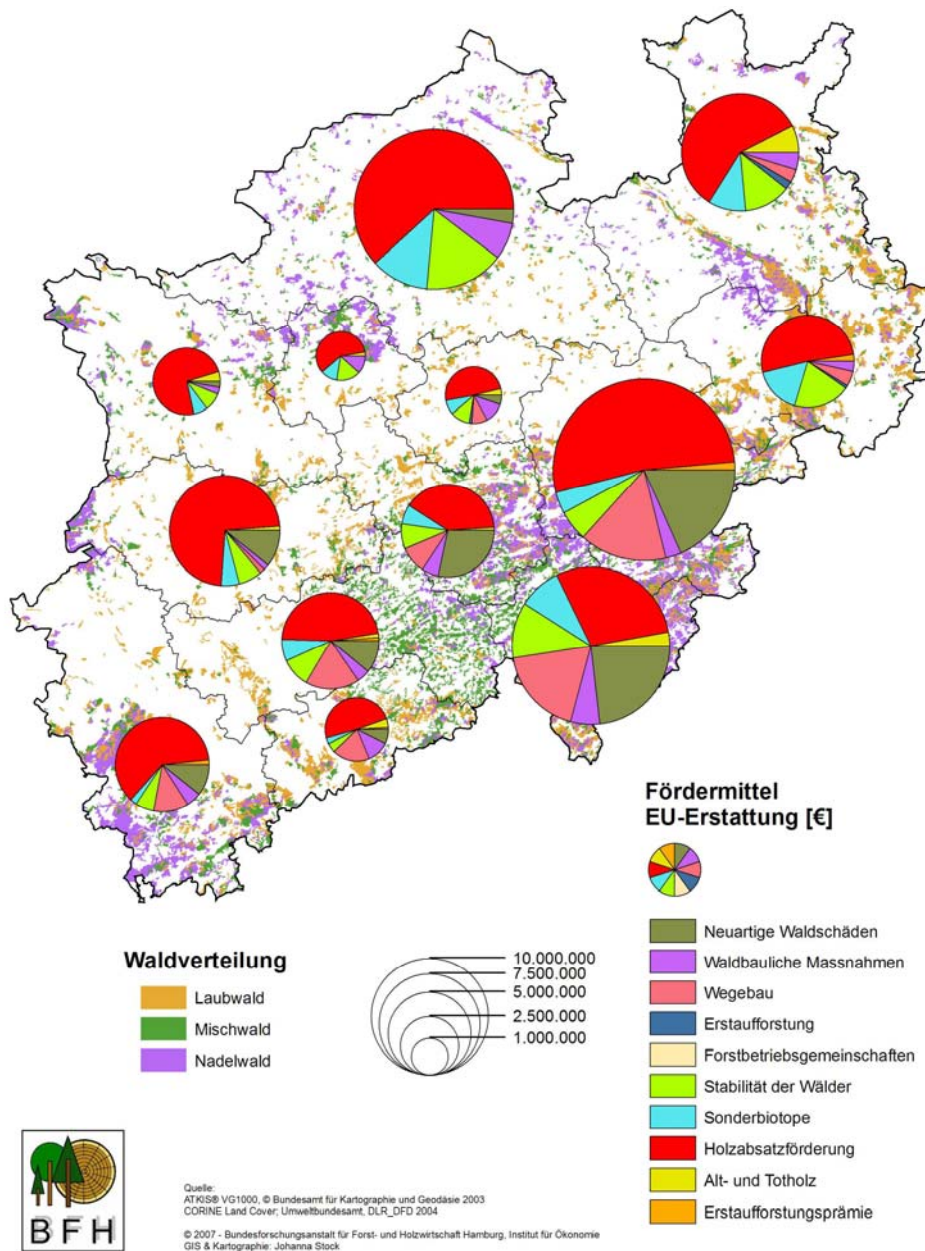 Fördermittel
EU-Erstattung [€]
Neuartige Waldschäden
Waldbauliche Massnahmen
Wegebau
Erstaufforstung
Forstbetriebsgemeinschaften
Stabilität der Wälder
Sonderbiotope
Holzabsatzförderung
Alt- und Totholz
Erstaufforstungsprämie
Waldverteilung
Laubwald
Mischwald
Nadelwald
10.000.000
7.500.000
5.000.000
2.500.000
1.000.000
BFH
Quelle:
ATKIS® VG1000, © Bundesamt für Kartographie und Geodäsie 2003
CORINE Land Cover; Umweltbundesamt, DLR_DFD 2004
© 2007 - Bundesforschungsanstalt für Forst- und Holzwirtschaft Hamburg, Institut für Ökonomie
GIS & Kartographie: Johanna Stock